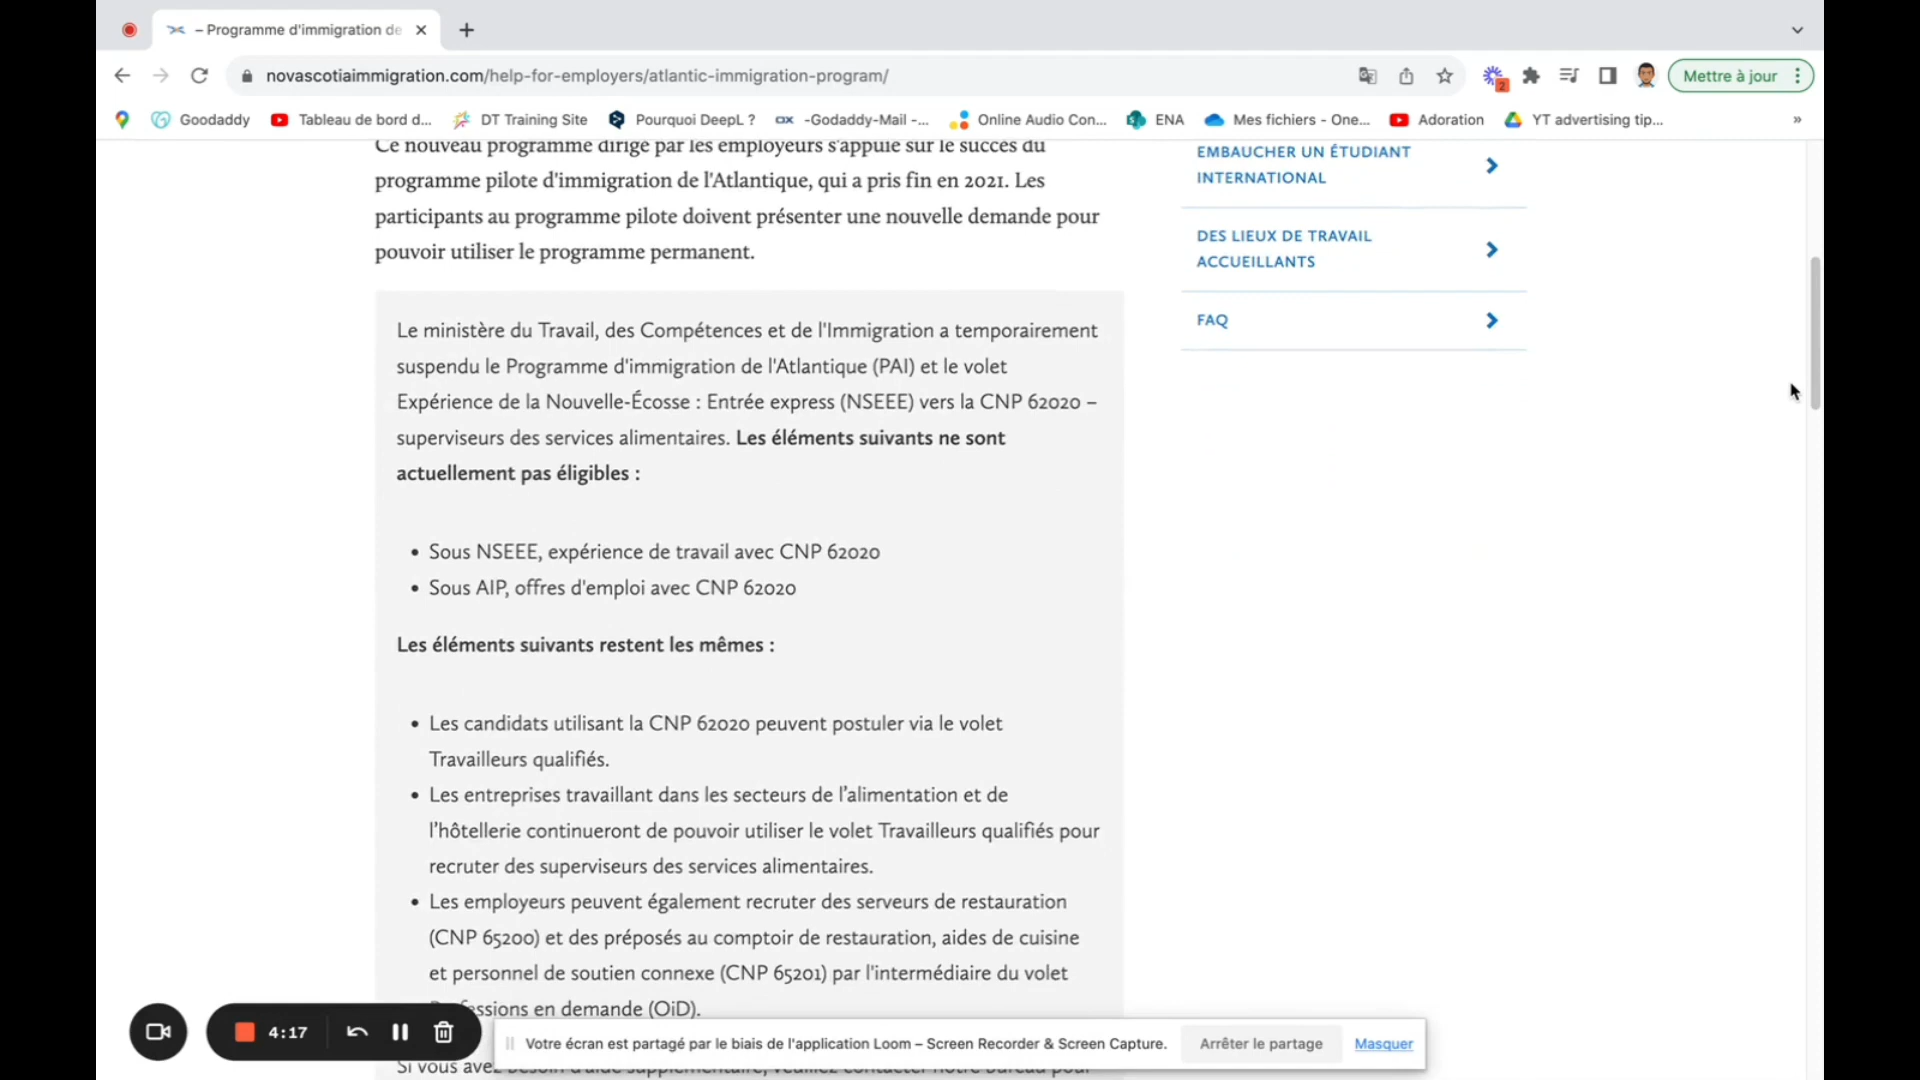 – Programme d'immigration de
novascotiaimmigration.com/help-for-employers/atlantic-immigration-program/
2
Mettre à jour
Goodaddy
Tableau de bord d...
DT Training Site
Pourquoi DeepL ?
-Godaddy-Mail -...
Online Audio Con...
ENA
Mes fichiers - One...
Adoration
YT advertising tip...
»
Ce nouveau programme dirigé par les employeurs s'appuie sur le succès du
programme pilote d'immigration de l'Atlantique, qui a pris fin en 2021. Les
participants au programme pilote doivent présenter une nouvelle demande pour
pouvoir utiliser le programme permanent.
Le ministère du Travail, des Compétences et de l'Immigration a temporairement
suspendu le Programme d'immigration de l'Atlantique (PAI) et le volet
Expérience de la Nouvelle-Écosse : Entrée express (NSEEE) vers la CNP 62020 –
superviseurs des services alimentaires. Les éléments suivants ne sont
actuellement pas éligibles :
• Sous NSEEE, expérience de travail avec CNP 62020
• Sous AIP, offres d'emploi avec CNP 62020
Les éléments suivants restent les mêmes :
• Les candidats utilisant la CNP 62020 peuvent postuler via le volet
Travailleurs qualifiés.
• Les entreprises travaillant dans les secteurs de l’alimentation et de
l’hôtellerie continueront de pouvoir utiliser le volet Travailleurs qualifiés pour
recruter des superviseurs des services alimentaires.
• Les employeurs peuvent également recruter des serveurs de restauration
(CNP 65200) et des préposés au comptoir de restauration, aides de cuisine
et personnel de soutien connexe (CNP 65201) par l'intermédiaire du volet
en demande (OiD).
Si vous avez
EMBAUCHER UN ÉTUDIANT
INTERNATIONAL
DES LIEUX DE TRAVAIL
ACCUEILLANTS
FAQ
4:17
Votre écran est partagé par le biais de l'application Loom – Screen Recorder & Screen Capture.
Arrêter le partage
Masquer